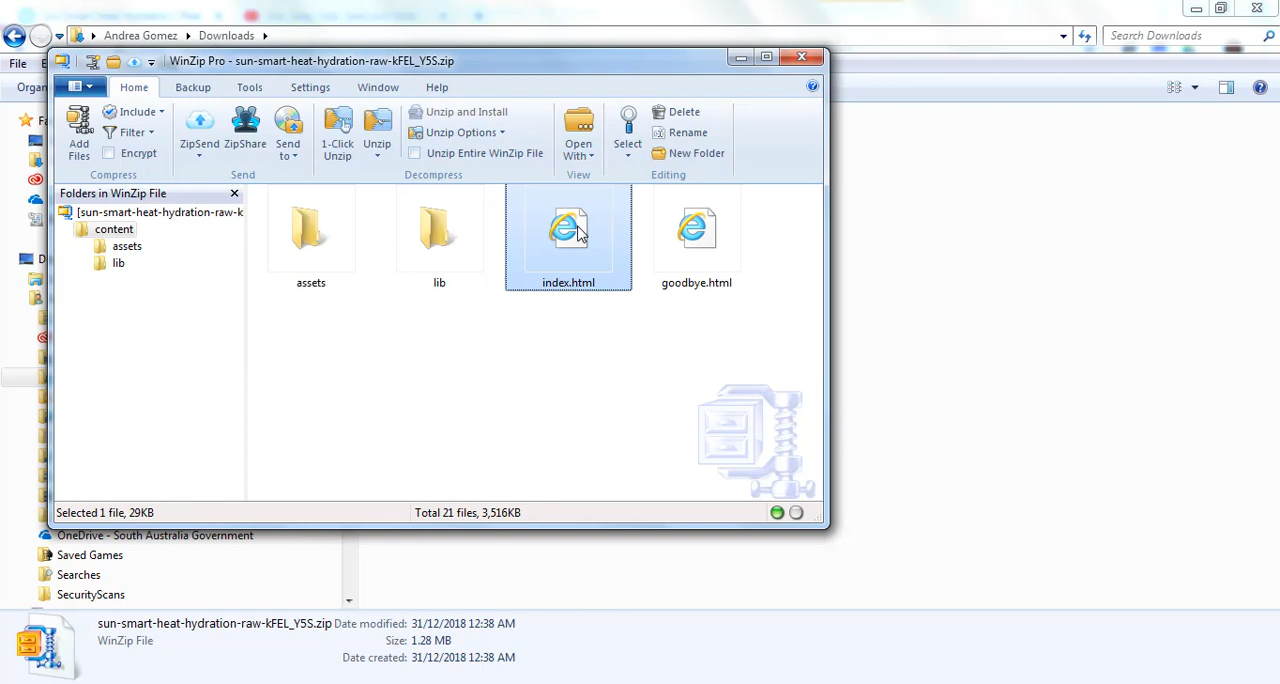 Andrea Gomez
Downloads
Search Downloads
File
Organ
WinZip Pro - sun-smart-heat-hydration-raw-kFEL_Y5S.zip
Home
Backup
Tools
Settings
Window
Help
Add Files
Include
Filter
Encrypt
Compress
ZipSend
ZipShare
Send to
Send
1-Click Unzip
Unzip
Unzip and Install
Unzip Options
Unzip Entire WinZip File
Decompress
Open With
View
Select
Delete
Rename
New Folder
Editing
Folders in WinZip File
[sun-smart-heat-hydration-raw-k
content
assets
lib
assets
lib
index.html
goodbye.html
Selected 1 file, 29KB
Total 21 files, 3,516KB
OneDrive - South Australia Government
Saved Games
Searches
SecurityScans
sun-smart-heat-hydration-raw-kFEL_Y5S.zip Date modified: 31/12/2018 12:38 AM
WinZip File
Size: 1.28 MB
Date created: 31/12/2018 12:38 AM